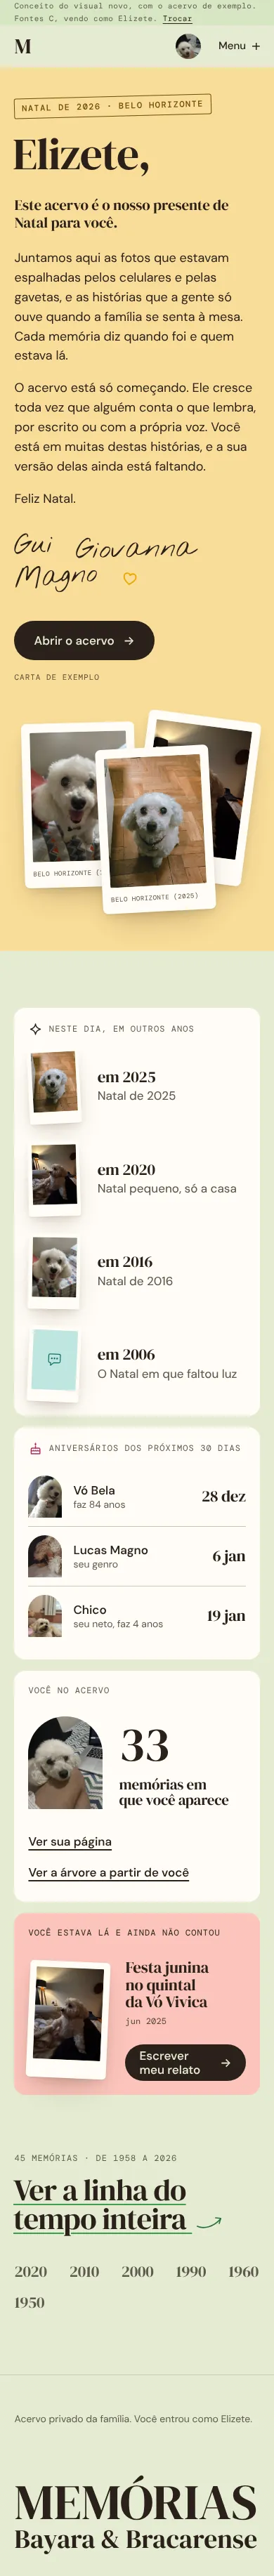 Conceito do visual novo, com o acervo de exemplo.
Fontes C, vendo como Elizete. Trocar
M
Menu +
NATAL DE 2026 · BELO HORIZONTE
Elizete,
Este acervo é o nosso presente de
Natal para você.
Juntamos aqui as fotos que estavam
espalhadas pelos celulares e pelas
gavetas, e as histórias que a gente só
ouve quando a família se senta à mesa.
Cada memória diz quando foi e quem
estava lá.
O acervo está só começando. Ele cresce
toda vez que alguém conta o que lembra,
por escrito ou com a própria voz. Você
está em muitas destas histórias, e a sua
versão delas ainda está faltando.
Feliz Natal.
Gui Giovanna
Magno
Abrir o acervo →
CARTA DE EXEMPLO
BELO HORIZONTE (
BELO HORIZONTE (2025)
NESTE DIA, EM OUTROS ANOS
em 2025
Natal de 2025
em 2020
Natal pequeno, só a casa
em 2016
Natal de 2016
em 2006
O Natal em que faltou luz
ANIVERSÁRIOS DOS PRÓXIMOS 30 DIAS
Vó Bela
faz 84 anos
28 dez
Lucas Magno
seu genro
6 jan
Chico
seu neto, faz 4 anos
19 jan
VOCÊ NO ACERVO
33
memórias em
que você aparece
Ver sua página
Ver a árvore a partir de você
VOCÊ ESTAVA LÁ E AINDA NÃO CONTOU
Festa junina
no quintal
da Vó Vivica
jun 2025
Escrever
meu relato →
45 MEMÓRIAS · DE 1958 A 2026
Ver a linha do
tempo inteira
2020 2010 2000 1990 1960
1950
Acervo privado da família. Você entrou como Elizete.
MEMÓRIAS
Bayara & Bracarense